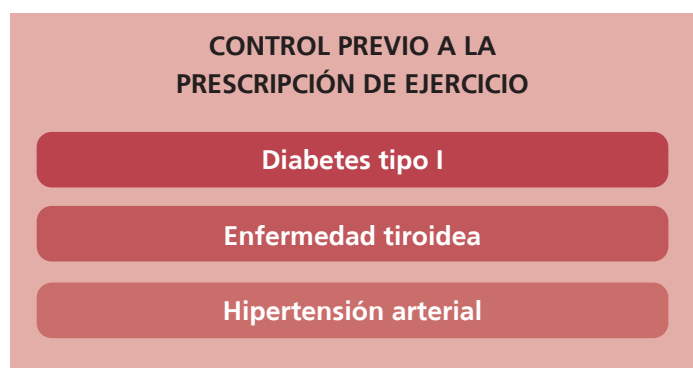 CONTROL PREVIO A LA
PRESCRIPCIÓN DE EJERCICIO
Diabetes tipo I
Enfermedad tiroidea
Hipertensión arterial